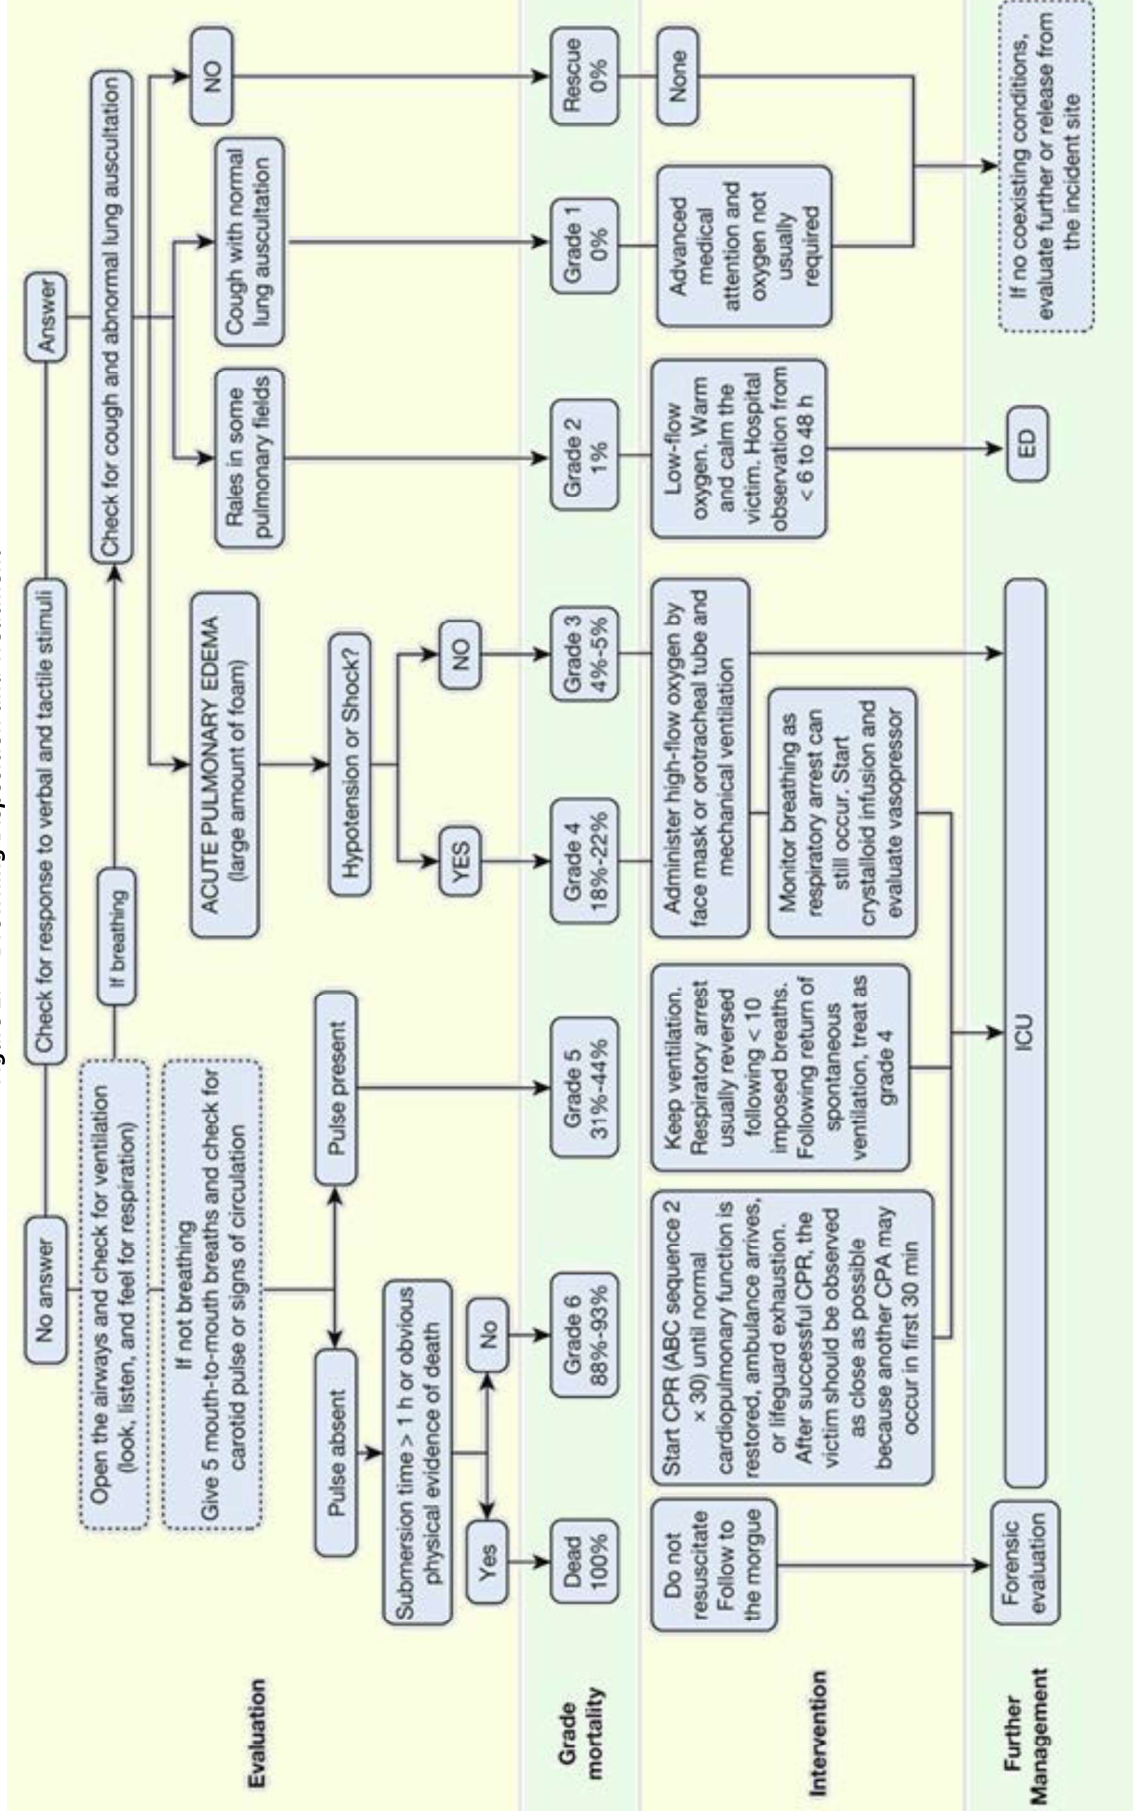 Check for response to verbal and tactile stimuli
No answer
Answer
Open the airways and check for ventilation
(look, listen, and feel for respiration)
If breathing
Check for cough and abnormal lung auscultation
If not breathing
Give 5 mouth-to-mouth breaths and check for
carotid pulse or signs of circulation
Pulse absent
Pulse present
Submersion time > 1 h or obvious
physical evidence of death
Yes
No
ACUTE PULMONARY EDEMA
(large amount of foam)
Hypotension or Shock?
YES
NO
Rales in some
pulmonary fields
Cough with normal
lung auscultation
NO
Evaluation
Grade
mortality
Dead
100%
Grade 6
88%-93%
Grade 5
31%-44%
Grade 4
18%-22%
Grade 3
4%-5%
Grade 2
1%
Grade 1
0%
Rescue
0%
Intervention
Do not
resuscitate
Follow to
the morgue
Start CPR (ABC sequence 2
× 30) until normal
cardiopulmonary function is
restored, ambulance arrives,
or lifeguard exhaustion.
After successful CPR, the
victim should be observed
as close as possible
because another CPA may
occur in first 30 min
Keep ventilation.
Respiratory arrest
usually reversed
following < 10
imposed breaths.
Following return of
spontaneous
ventilation, treat as
grade 4
Administer high-flow oxygen by
face mask or orotracheal tube and
mechanical ventilation
Monitor breathing as
respiratory arrest can
still occur. Start
crystalloid infusion and
evaluate vasopressor
Low-flow
oxygen. Warm
and calm the
victim. Hospital
observation from
< 6 to 48 h
Advanced
medical
attention and
oxygen not
usually
required
None
Further
Management
Forensic
evaluation
ICU
ED
If no coexisting conditions,
evaluate further or release from
the incident site